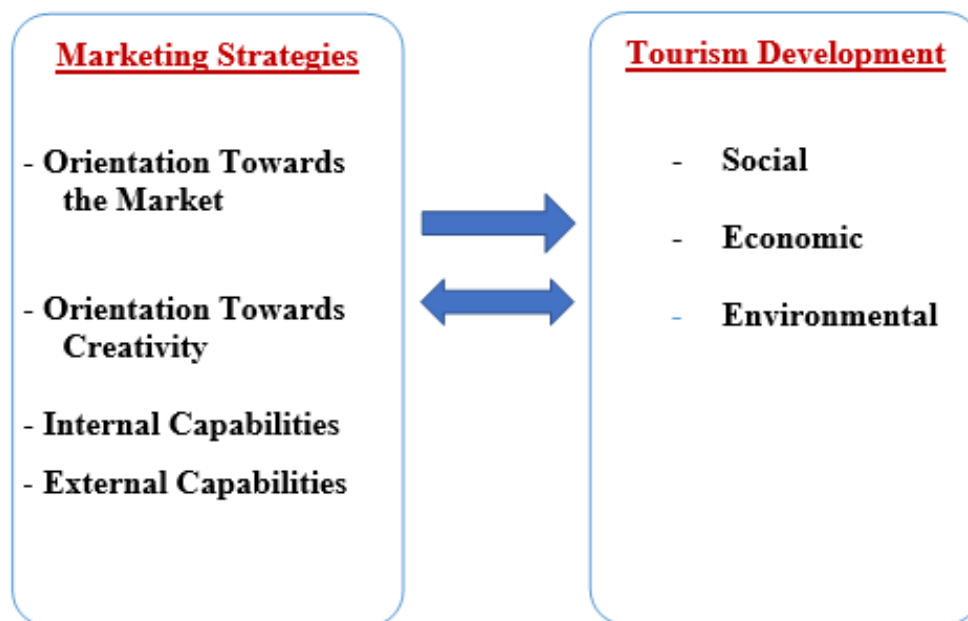 Marketing Strategies
- Orientation Towards
the Market
- Orientation Towards
Creativity
- Internal Capabilities
- External Capabilities
Tourism Development
- Social
- Economic
- Environmental